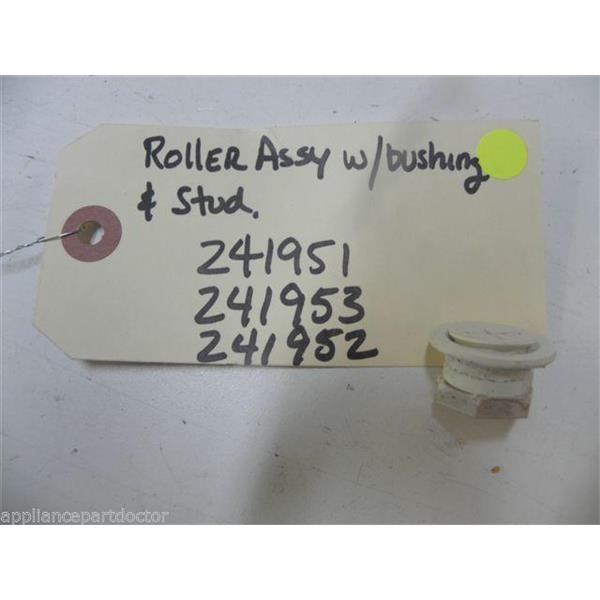 Roller Assy w/bushing
& Stud.
241951
241953
241952
appliancepartdoctor